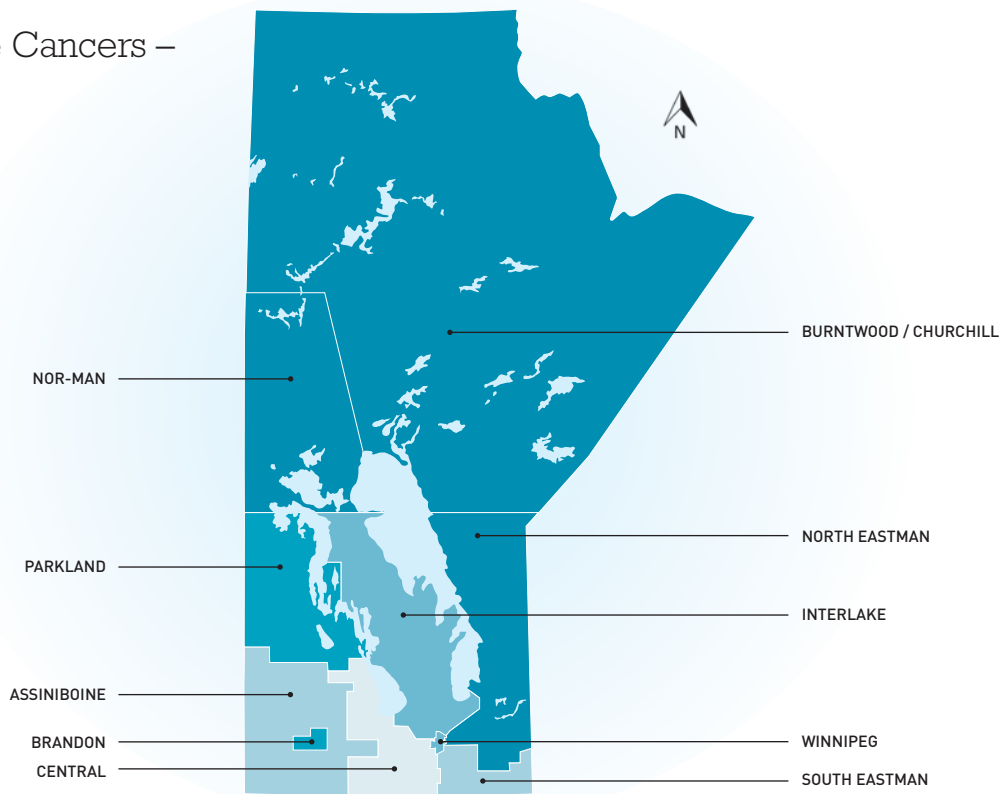 Cancers –
N
BURNTWOOD / CHURCHILL
NOR-MAN
NORTH EASTMAN
PARKLAND
INTERLAKE
ASSINIBOINE
BRANDON
WINNIPEG
CENTRAL
SOUTH EASTMAN